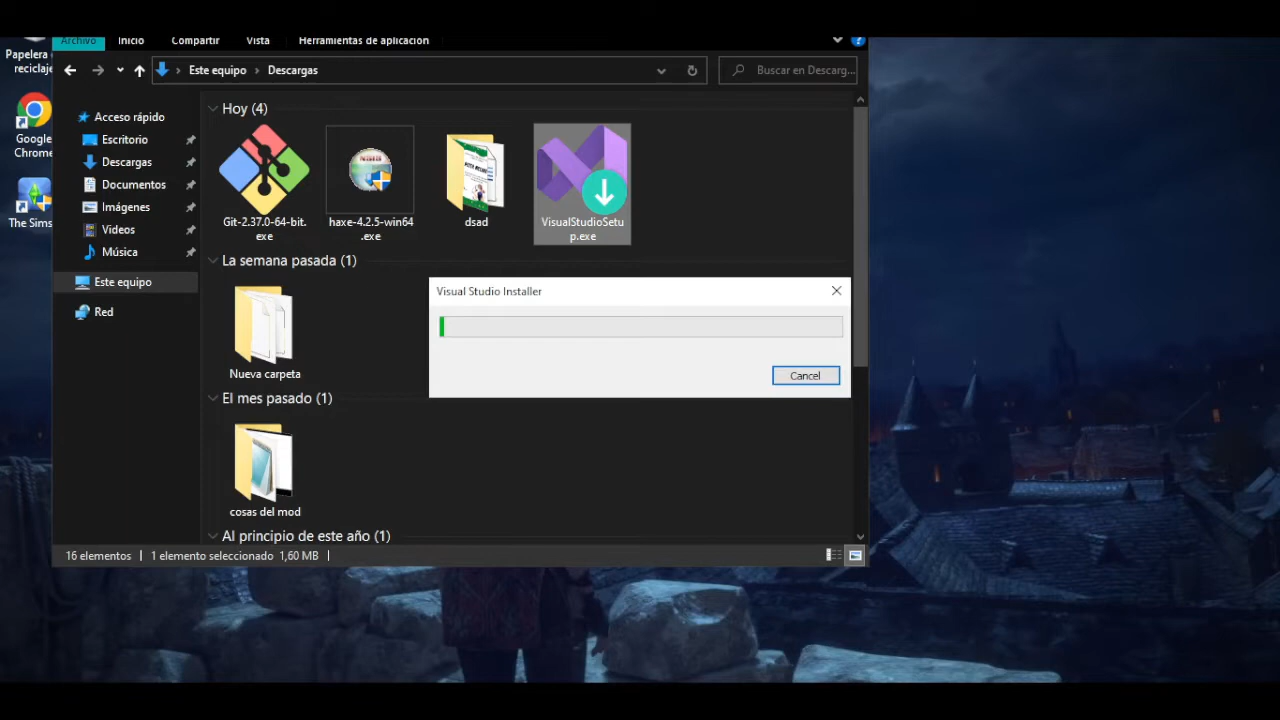 Papelera
reciclaje
Google
Chrome
The Sims
Archivo Inicio Compartir Vista Herramientas de aplicación
Este equipo > Descargas
Buscar en Descarg...
Acceso rápido
Escritorio
Descargas
Documentos
Imágenes
Videos
Música
Este equipo
Red
Hoy (4)
Git-2.37.0-64-bit.
exe
haxe-4.2.5-win64
.exe
dsad
VisualStudioSetu
p.exe
La semana pasada (1)
Nueva carpeta
El mes pasado (1)
cosas del mod
Al principio de este año (1)
Visual Studio Installer
Cancel
16 elementos 1 elemento seleccionado 1,60 MB